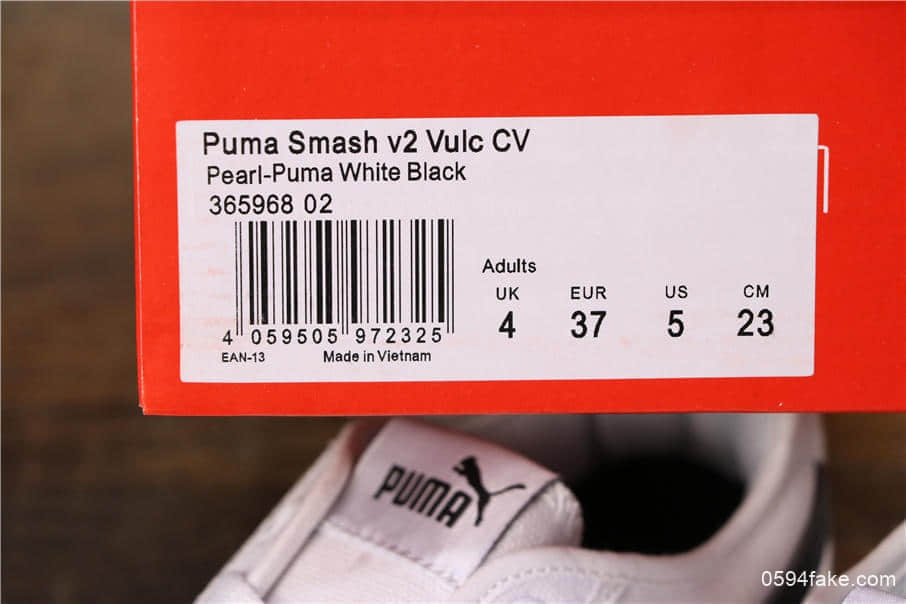 Puma Smash v2 Vulc CV
Pearl-Puma White Black
365968 02
4 059505 972325
EAN-13 Made in Vietnam
Adults
UK EUR US CM
4 37 5 23
PUMA
0594fake.com